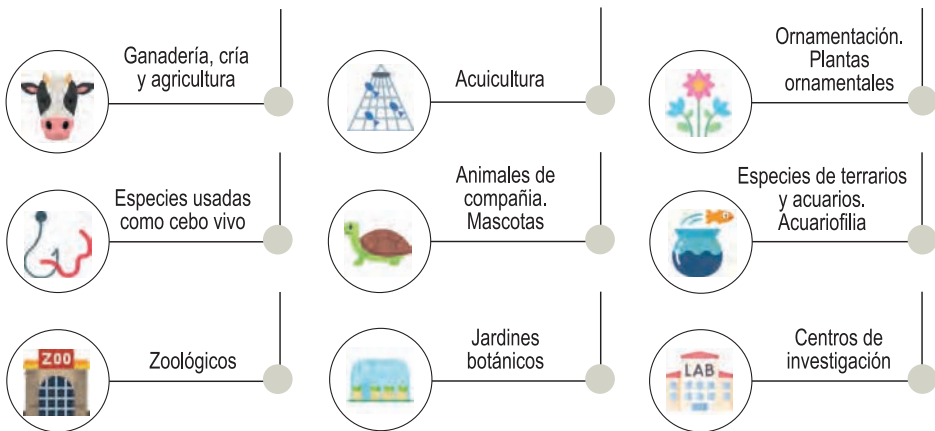 Ganadería, cría
y agricultura
Acuicultura
Ornamentación.
Plantas
ornamentales
Especies usadas
como cebo vivo
Animales de
compañia.
Mascotas
Especies de terrarios
y acuarios.
Acuariofilia
ZOO
Zoológicos
Jardines
botánicos
LAB
Centros de
investigación